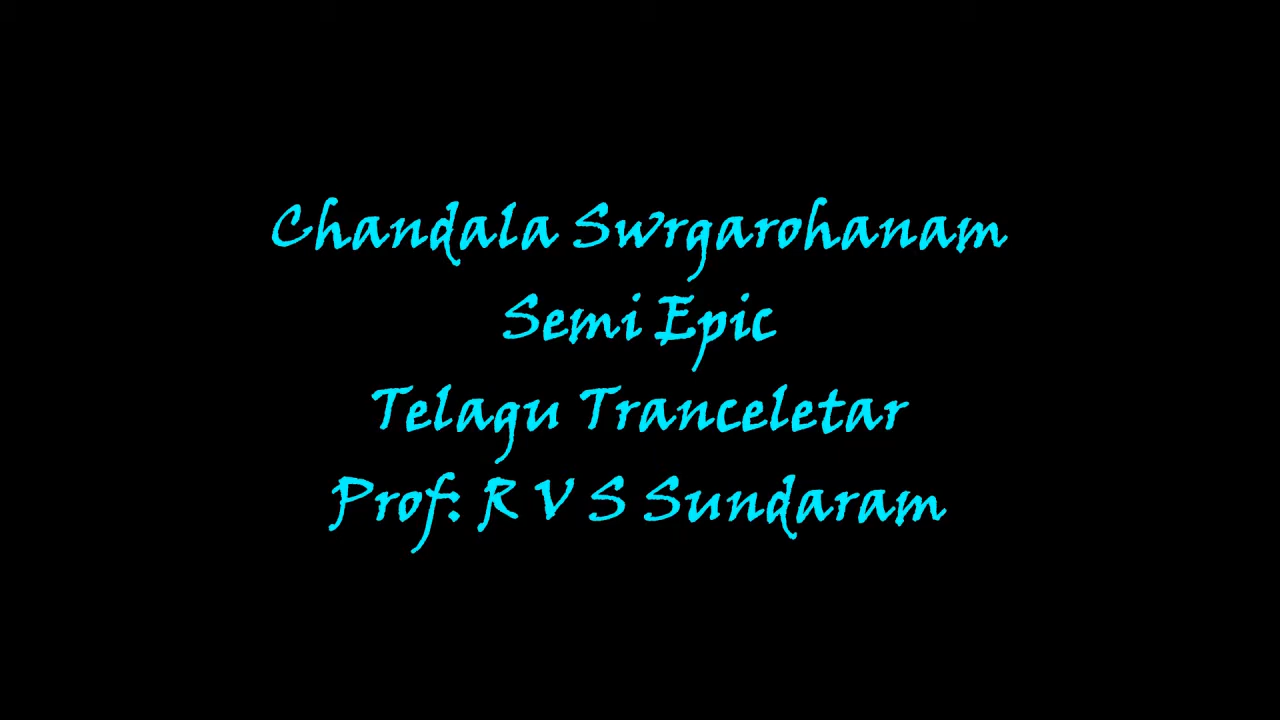 Chandala Swrgarohanam
Semi Epic
Telagu Tranceletar
Prof: R V S Sundaram